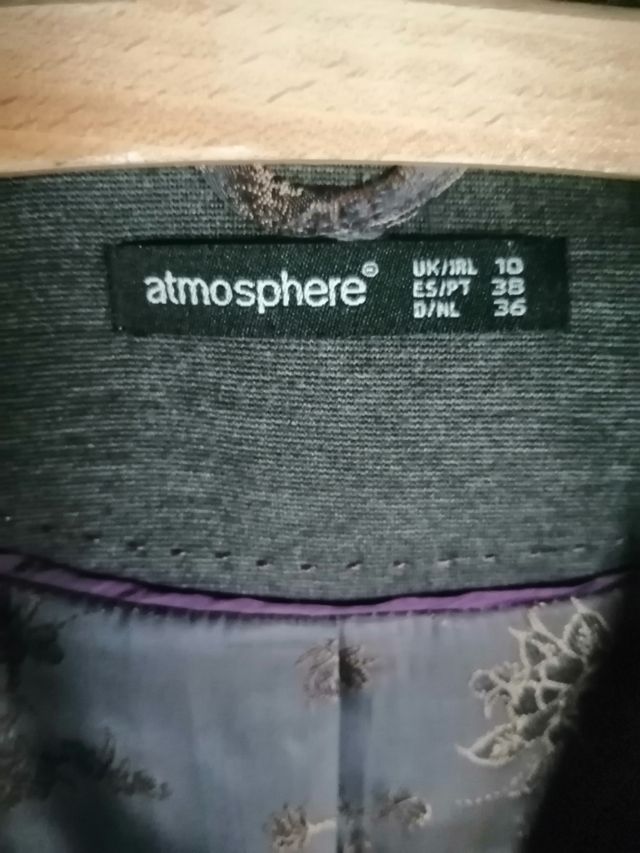 atmosphere®
UK/IRL 10
ES/PT 38
D/NL 36